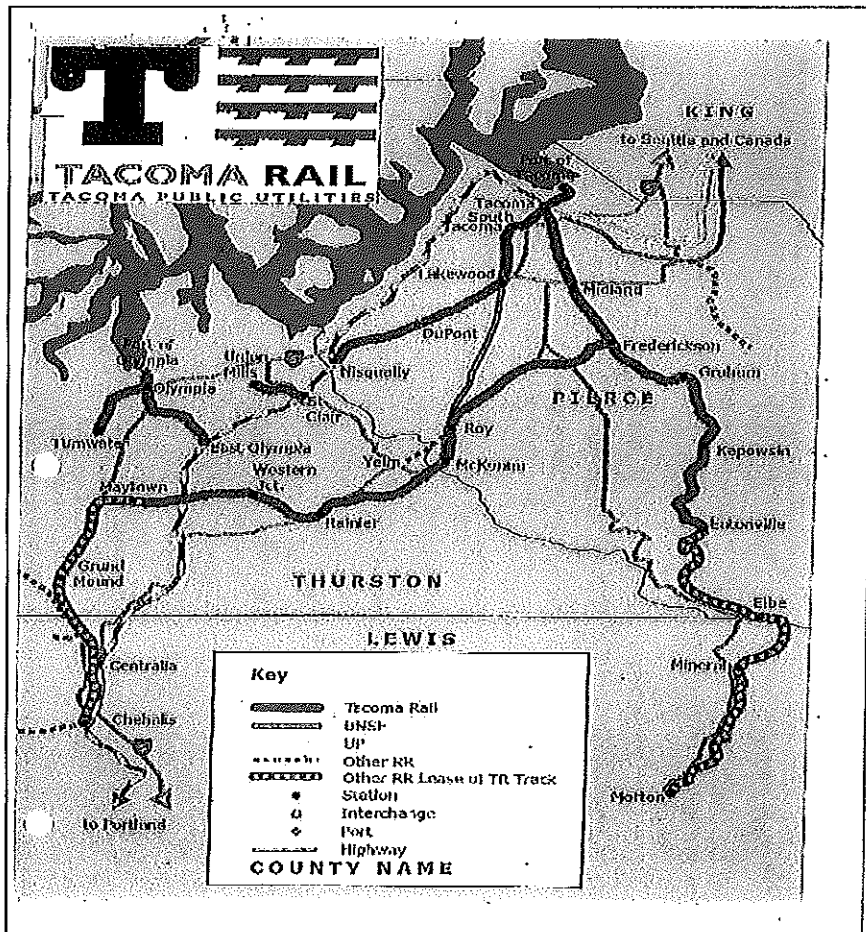 T
TACOMA RAIL
TACOMA PUBLIC UTILITIES
KING
to Seattle and Canada
Port of
Tacoma
Tacoma
South
Tacoma
Lakewood
Midland
DuPont
Frederickson
Graham
PIERCE
Nisqually
Port of
Olympia
Union
Mills
Olympia
St
Clair
Tumwater
East Olympia
Roy
Yelm
McKenna
Kapowsin
Maytown
Western
Jct.
Rainier
Eatonville
Grand
Mound
THURSTON
Elbe
LEWIS
Mineral
Centralia
Chehalis
Morton
to Portland
Key
Tacoma Rail
BNSF
UP
Other RR
Other RR Lease of TR Track
Station
Interchange
Port
Highway
COUNTY NAME